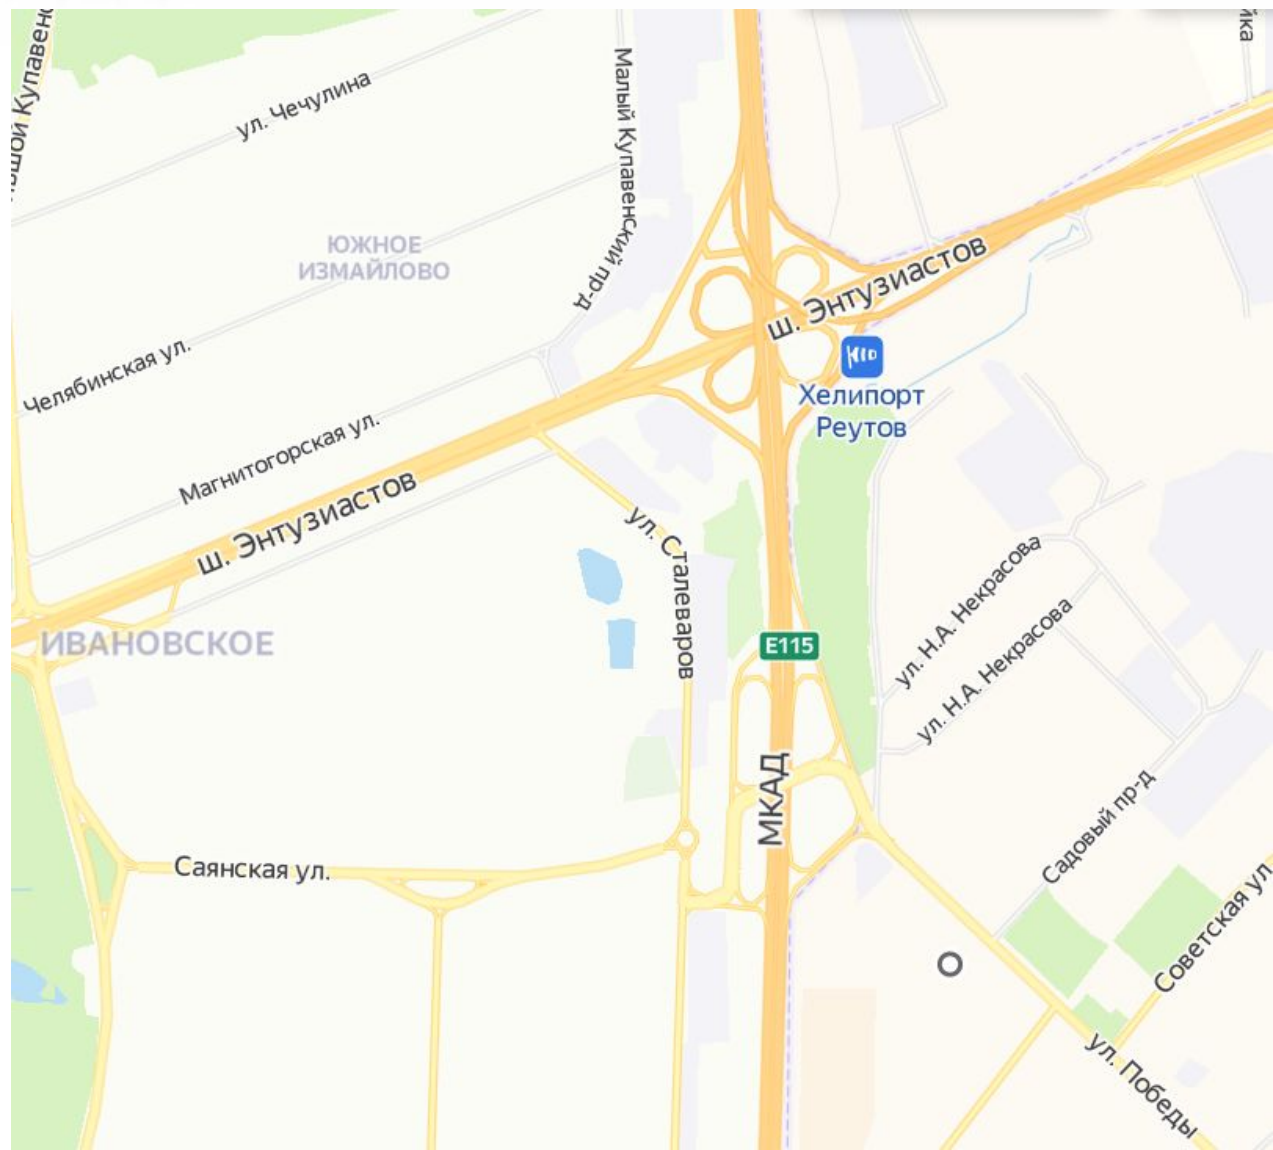 ул. Чечулина
Малый Купавенский пр-д
ЮЖНОЕ
ИЗМАЙЛОВО
ш. Энтузиастов
Хелипорт
Реутов
Челябинская ул.
Магнитогорская ул.
ш. Энтузиастов
ул. Сталеваров
ИВАНОВСКОЕ
E115
ул. Н.А. Некрасова
ул. Н.А. Некрасова
МКАД
Садовый пр-д
Саянская ул.
Советская ул.
ул. Победы